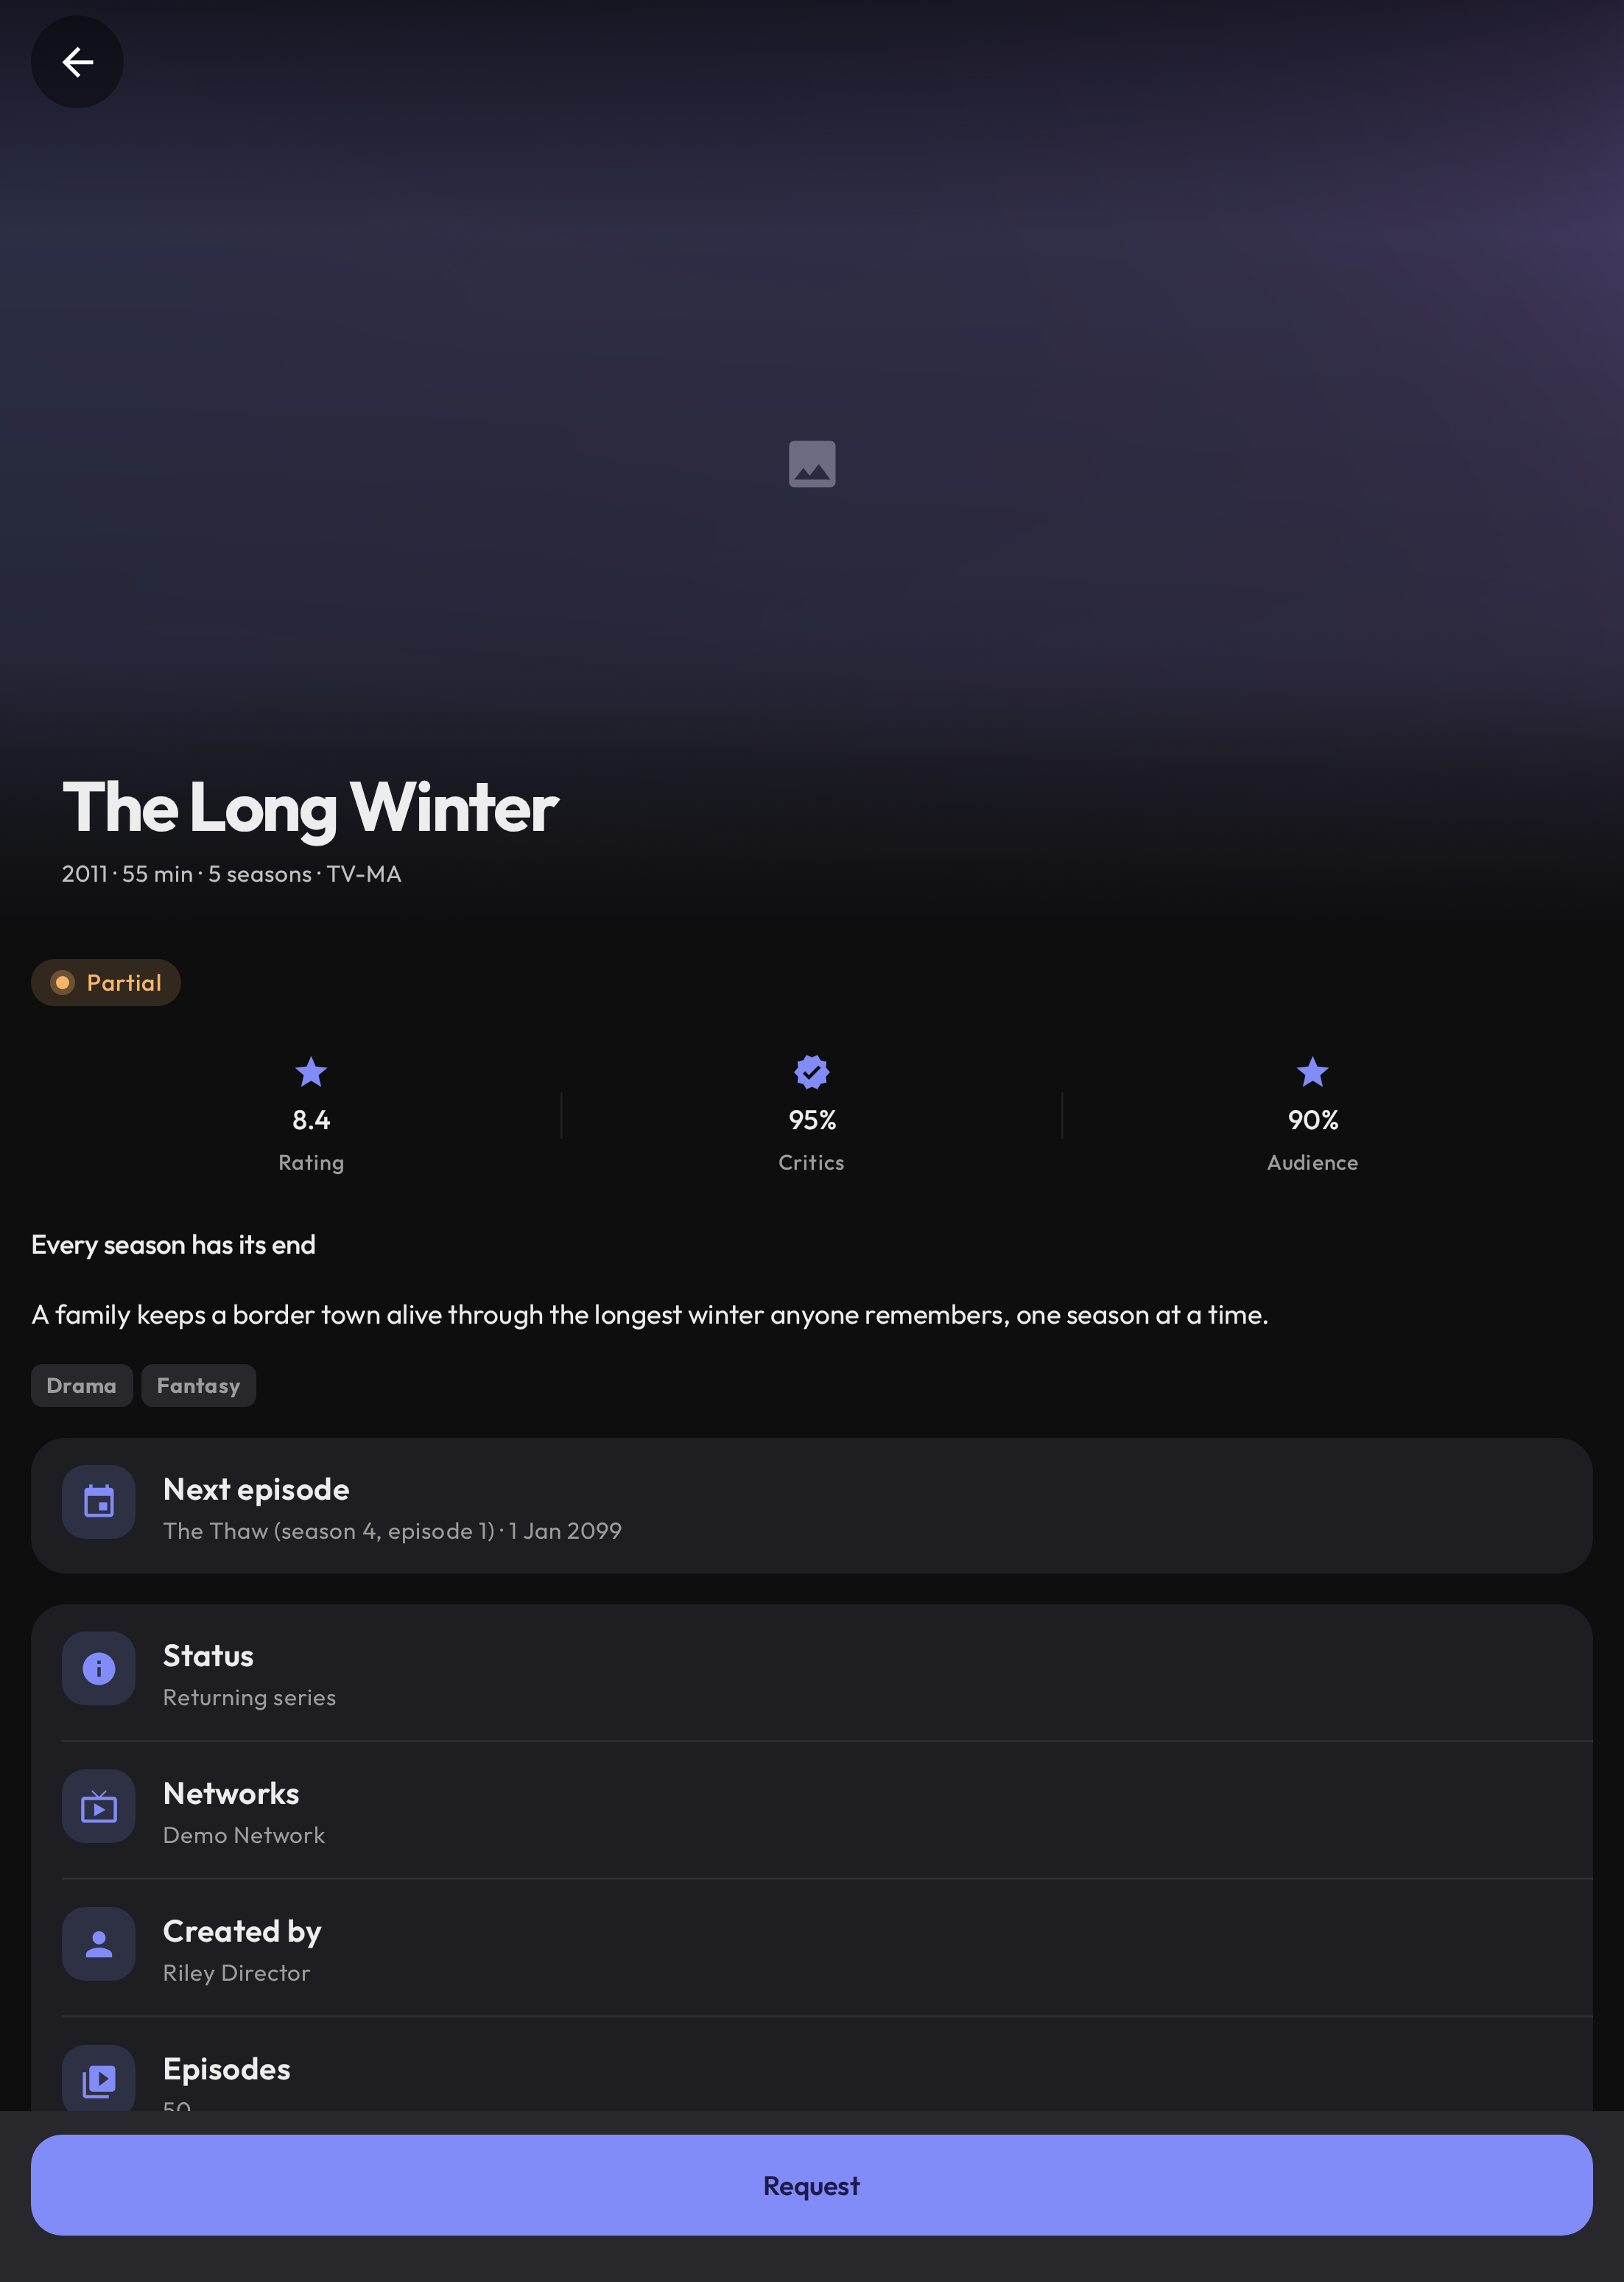 The Long Winter
2011 · 55 min · 5 seasons · TV-MA
Partial
8.4
Rating
95%
Critics
90%
Audience
Every season has its end
A family keeps a border town alive through the longest winter anyone remembers, one season at a time.
Drama
Fantasy
Next episode
The Thaw (season 4, episode 1) · 1 Jan 2099
Status
Returning series
Networks
Demo Network
Created by
Riley Director
Episodes
50
Request